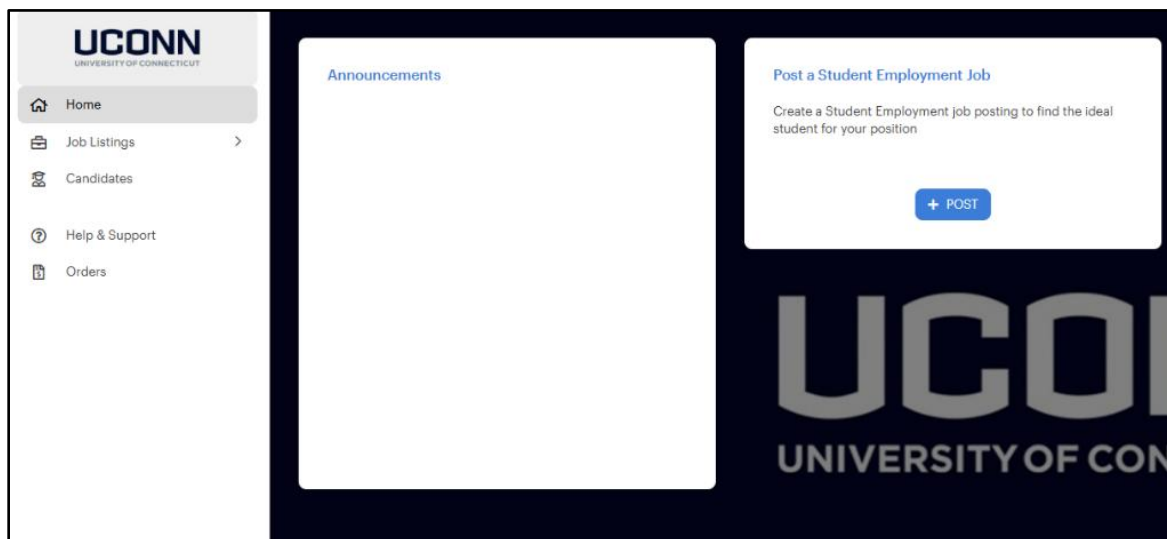 UCONN
UNIVERSITY OF CONNECTICUT
Home
Job Listings
Candidates
Help & Support
Orders
Announcements
Post a Student Employment Job
Create a Student Employment job posting to find the ideal
student for your position
+ POST
UCO
UNIVERSITY OF CON